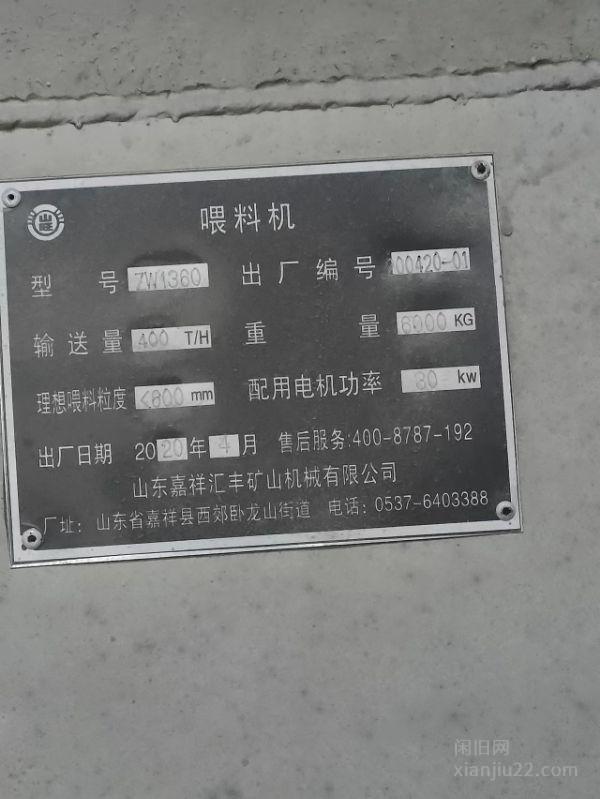 喂料机
型号 ZW1360 出厂编号 200420-01
输送量 400 T/H 重量 6000 KG
理想喂料粒度 <800 mm 配用电机功率 30 kw
出厂日期 2020年4月 售后服务:400-8787-192
山东嘉祥汇丰矿山机械有限公司
厂址：山东省嘉祥县西郊卧龙山街道 电话：0537-6403388
闲旧网
xianjiu22.com